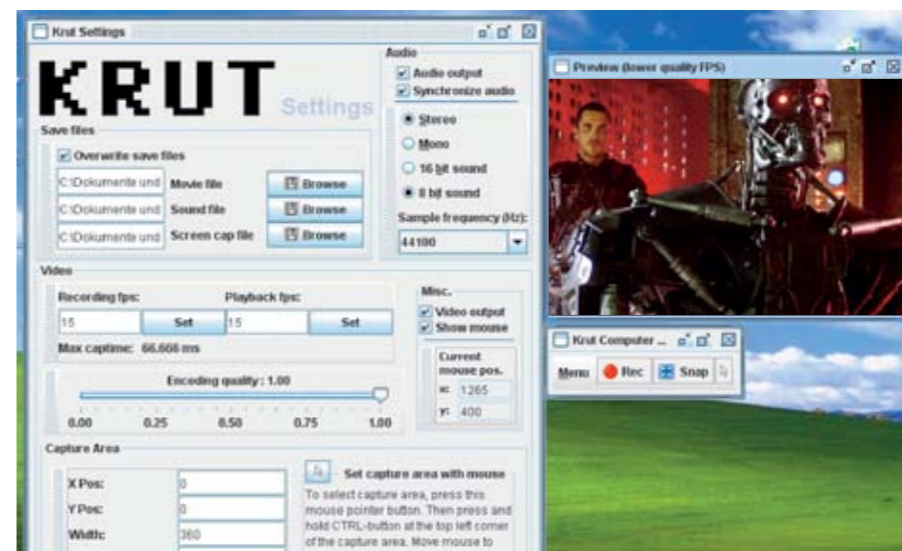 Krut Settings
KRUT
Settings
Save files
Overwrite save files
C:\Dokumente und Movie file Browse
C:\Dokumente und Sound file Browse
C:\Dokumente und Screen cap file Browse
Audio
Audio output
Synchronize audio
Stereo
Mono
16 bit sound
8 bit sound
Sample frequency (Hz):
44100
Video
Recording fps: Playback fps:
15 Set 15 Set
Max captime: 66.666 ms
Encoding quality : 1.00
0.00 0.25 0.50 0.75 1.00
Misc.
Video output
Show mouse
Current
mouse pos.
x: 1265
y: 400
Capture Area
X Pos: 0
Y Pos: 0
Width: 360
Set capture area with mouse
To select capture area, press this
mouse pointer button. Then press and
hold CTRL-button at the top left corner
of the capture area. Move mouse to
Preview (lower quality FPS)
Krut Computer ...
Menu Rec Snap